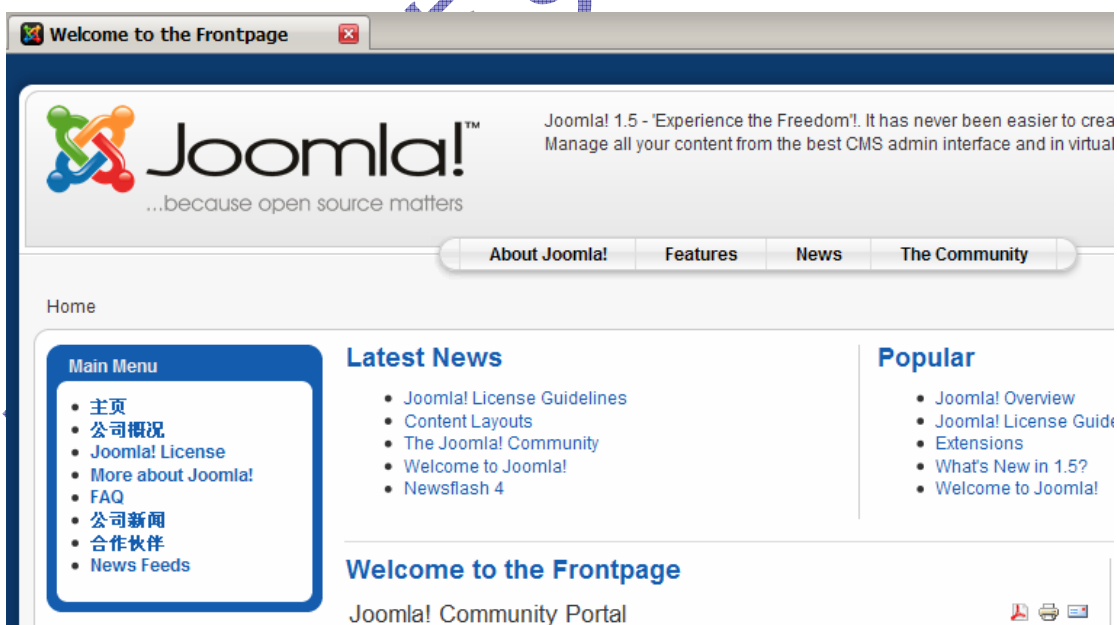 Welcome to the Frontpage
Joomla!™
...because open source matters
Joomla! 1.5 - 'Experience the Freedom'!. It has never been easier to crea
Manage all your content from the best CMS admin interface and in virtual
About Joomla! Features News The Community
Home
Main Menu
主页
公司概况
Joomla! License
More about Joomla!
FAQ
公司新闻
合作伙伴
News Feeds
Latest News
Joomla! License Guidelines
Content Layouts
The Joomla! Community
Welcome to Joomla!
Newsflash 4
Popular
Joomla! Overview
Joomla! License Guide
Extensions
What's New in 1.5?
Welcome to Joomla!
Welcome to the Frontpage
Joomla! Community Portal